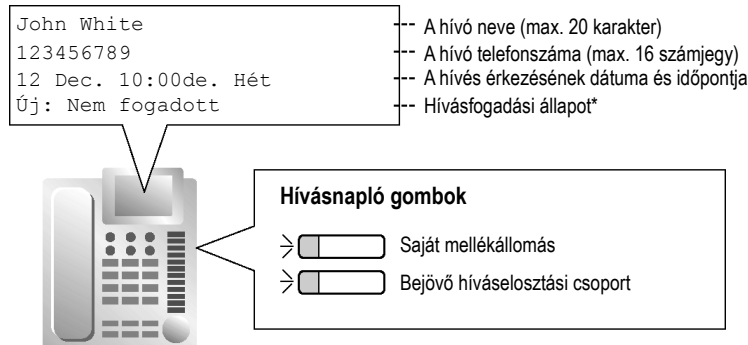 John White --- A hívó neve (max. 20 karakter)
123456789 --- A hívó telefonszáma (max. 16 számjegy)
12 Dec. 10:00de. Hét --- A hívés érkezésének dátuma és időpontja
Új: Nem fogadott --- Hívásfogadási állapot*
Hívásnapló gombok
Saját mellékállomás
Bejövő híváselosztási csoport